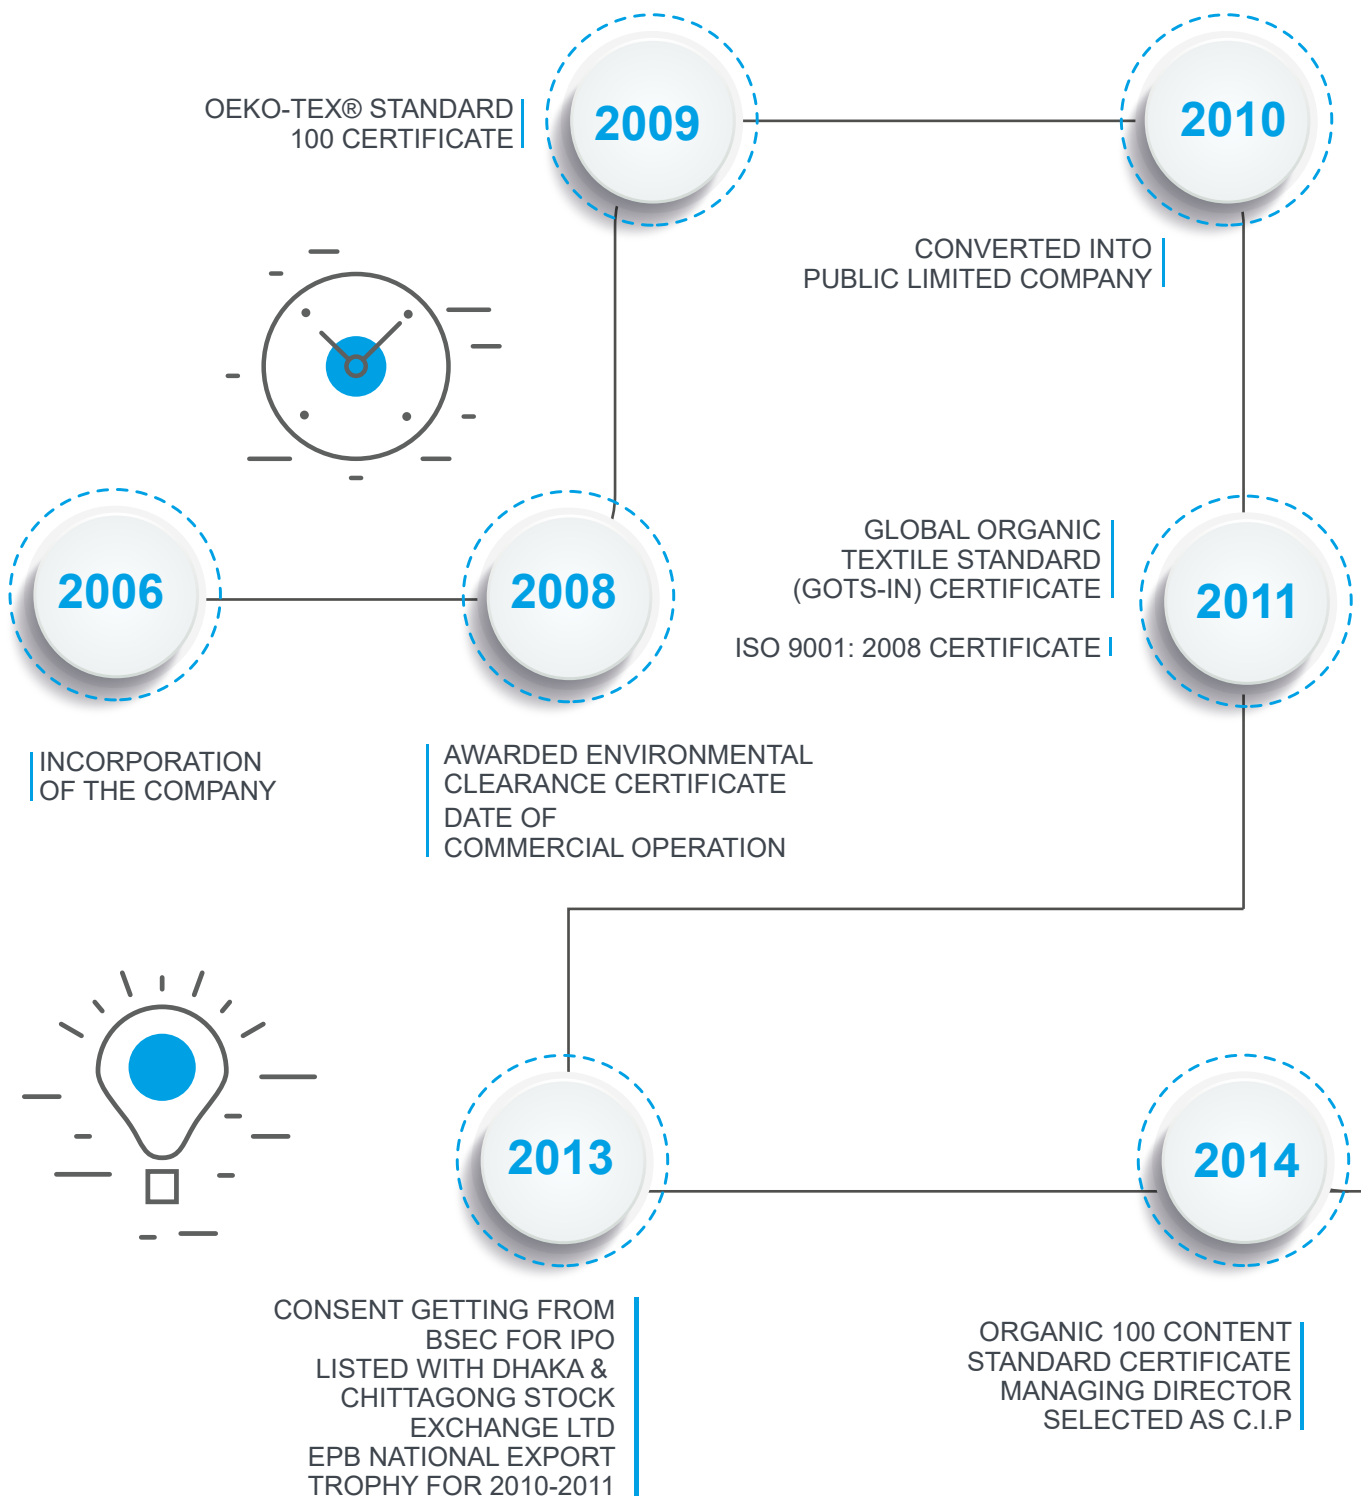 OEKO-TEX® STANDARD
100 CERTIFICATE
2009
2010
CONVERTED INTO
PUBLIC LIMITED COMPANY
2006
2008
GLOBAL ORGANIC
TEXTILE STANDARD
(GOTS-IN) CERTIFICATE
ISO 9001: 2008 CERTIFICATE
2011
INCORPORATION
OF THE COMPANY
AWARDED ENVIRONMENTAL
CLEARANCE CERTIFICATE
DATE OF
COMMERCIAL OPERATION
2013
2014
CONSENT GETTING FROM
BSEC FOR IPO
LISTED WITH DHAKA &
CHITTAGONG STOCK
EXCHANGE LTD
EPB NATIONAL EXPORT
TROPHY FOR 2010-2011
ORGANIC 100 CONTENT
STANDARD CERTIFICATE
MANAGING DIRECTOR
SELECTED AS C.I.P